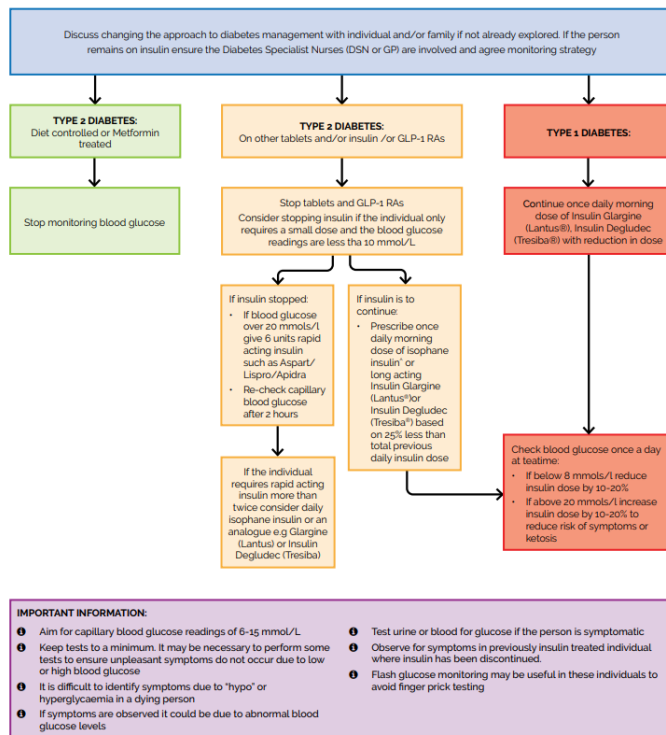 Discuss changing the approach to diabetes management with individual and/or family if not already explored. If the person
remains on insulin ensure the Diabetes Specialist Nurses (DSN or GP) are involved and agree monitoring strategy
TYPE 2 DIABETES:
Diet controlled or Metformin
treated
TYPE 2 DIABETES:
On other tablets and/or insulin /or GLP-1 RAs
TYPE 1 DIABETES:
Stop monitoring blood glucose
Stop tablets and GLP-1 RAs
Consider stopping insulin if the individual only
requires a small dose and the blood glucose
readings are less tha 10 mmol/L
Continue once daily morning
dose of Insulin Glargine
(Lantus®), Insulin Degludec
(Tresiba®) with reduction in dose
If insulin stopped:
• If blood glucose
over 20 mmols/l
give 6 units rapid
acting insulin
such as Aspart/
Lispro/Apidra
• Re-check capillary
blood glucose
after 2 hours
If insulin is to
continue:
• Prescribe once
daily morning
dose of isophane
insulin^ or
long acting
Insulin Glargine
(Lantus®)or
Insulin Degludec
(Tresiba®) based
on 25% less than
total previous
daily insulin dose
If the individual
requires rapid acting
insulin more than
twice consider daily
isophane insulin or an
analogue e.g Glargine
(Lantus) or Insulin
Degludec (Tresiba)
Check blood glucose once a day
at teatime:
• If below 8 mmols/l reduce
insulin dose by 10-20%
• If above 20 mmols/l increase
insulin dose by 10-20% to
reduce risk of symptoms or
ketosis
IMPORTANT INFORMATION:
Aim for capillary blood glucose readings of 6-15 mmol/L
Keep tests to a minimum. It may be necessary to perform some
tests to ensure unpleasant symptoms do not occur due to low
or high blood glucose
It is difficult to identify symptoms due to "hypo" or
hyperglycaemia in a dying person
If symptoms are observed it could be due to abnormal blood
glucose levels
Test urine or blood for glucose if the person is symptomatic
Observe for symptoms in previously insulin treated individual
where insulin has been discontinued.
Flash glucose monitoring may be useful in these individuals to
avoid finger prick testing